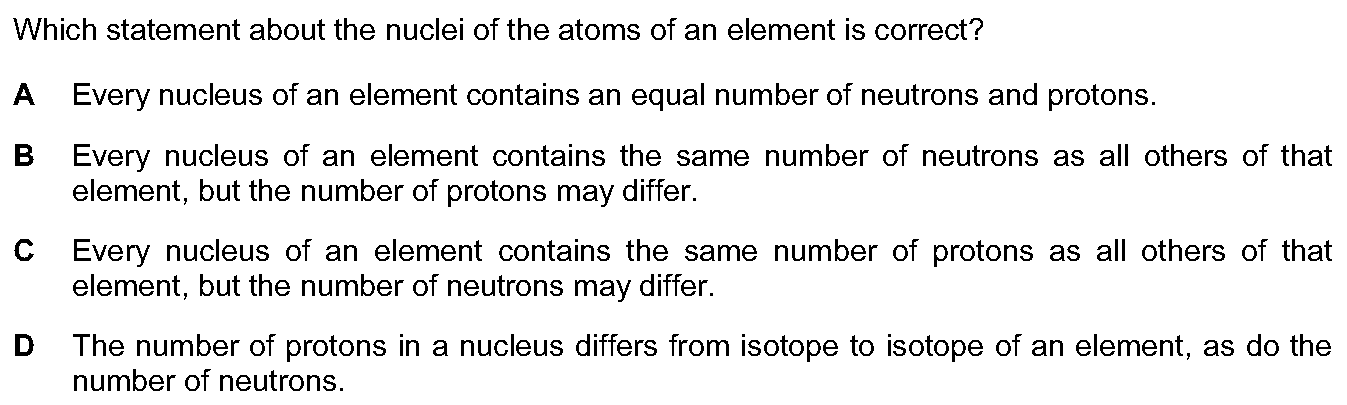 Which statement about the nuclei of the atoms of an element is correct?
A Every nucleus of an element contains an equal number of neutrons and protons.
B Every nucleus of an element contains the same number of neutrons as all others of that
element, but the number of protons may differ.
C Every nucleus of an element contains the same number of protons as all others of that
element, but the number of neutrons may differ.
D The number of protons in a nucleus differs from isotope to isotope of an element, as do the
number of neutrons.